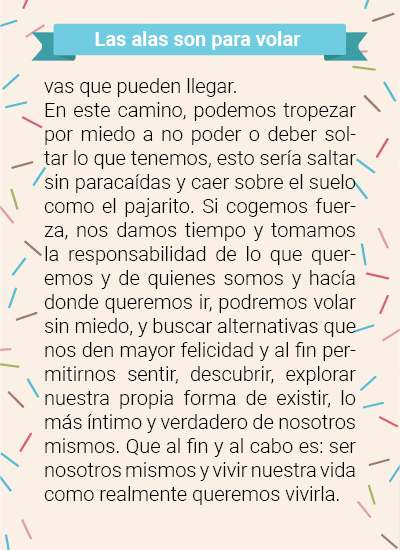 Las alas son para volar
vas que pueden llegar.
En este camino, podemos tropezar
por miedo a no poder o deber sol-
tar lo que tenemos, esto sería saltar
sin paracaídas y caer sobre el suelo
como el pajarito. Si cogemos fuer-
za, nos damos tiempo y tomamos
la responsabilidad de lo que quer-
emos y de quienes somos y hacía
donde queremos ir, podremos volar
sin miedo, y buscar alternativas que
nos den mayor felicidad y al fin per-
mitirnos sentir, descubrir, explorar
nuestra propia forma de existir, lo
más íntimo y verdadero de nosotros
mismos. Que al fin y al cabo es: ser
nosotros mismos y vivir nuestra vida
como realmente queremos vivirla.